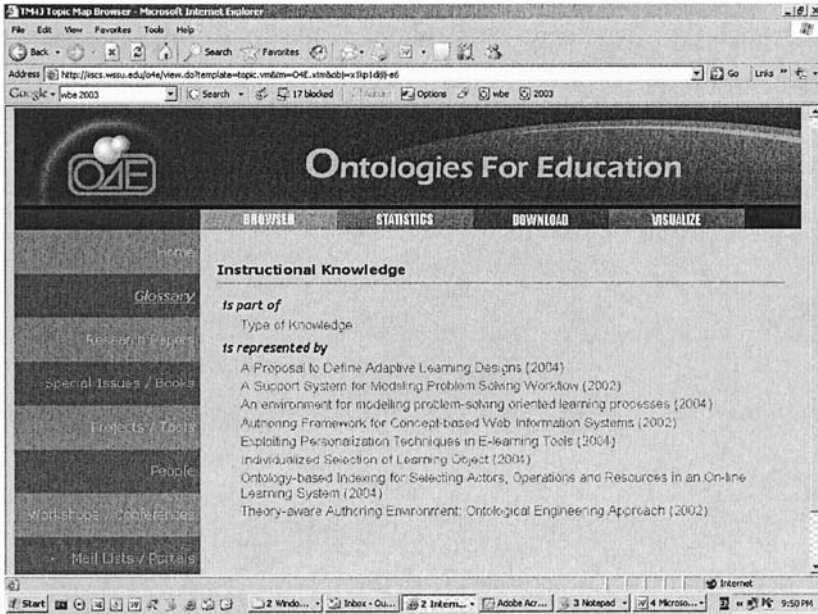 TM4J Topic Map Browser - Microsoft Internet Explorer
File Edit View Favorites Tools Help
Back Search Favorites
Address http://iscs.wssu.edu/o4e/view.do?template=topic.vm&tm=O4E.xtm&obj=x1kp1dj8j-e6 Go Links
Google wbe 2003 Search 17 blocked Options wbe 2003
O4E
Ontologies For Education
BROWSER STATISTICS DOWNLOAD VISUALIZE
Home
Glossary
Research Papers
Special Issues / Books
Projects / Tools
People
Workshops / Conferences
Mail Lists / Portals
Instructional Knowledge
is part of
Type of Knowledge
is represented by
A Proposal to Define Adaptive Learning Designs (2004)
A Support System for Modeling Problem Solving Workflow (2002)
An environment for modelling problem-solving oriented learning processes (2004)
Authoring Framework for Concept-based Web Information Systems (2002)
Exploiting Personalization Techniques in E-learning Tools (2004)
Individualized Selection of Learning Object (2004)
Ontology-based Indexing for Selecting Actors, Operations and Resources in an On-line
Learning System (2004)
Theory-aware Authoring Environment: Ontological Engineering Approach (2002)
Internet
Start 2 Windo... Inbox - Ou... 2 Intern... Adobe Acr... 3 Notepad 4 Microso... 9:50 PM